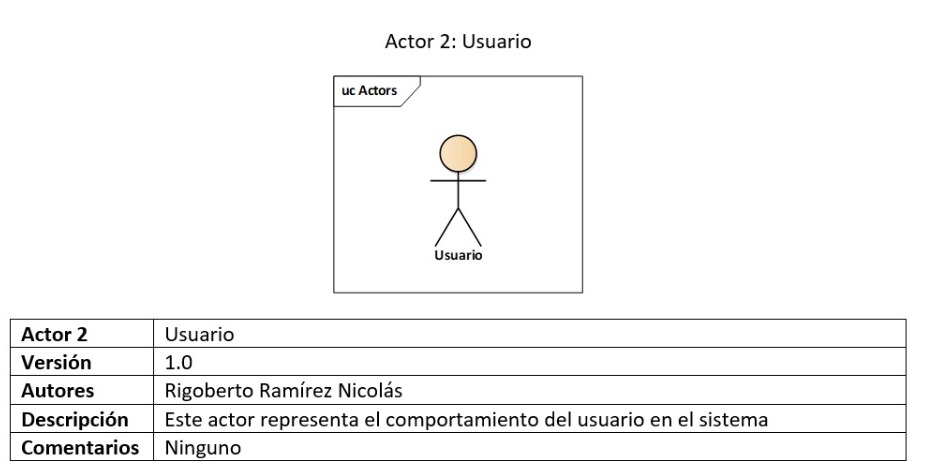 Actor 2: Usuario
uc Actors
Usuario
Actor 2 Usuario
Versión 1.0
Autores Rigoberto Ramírez Nicolás
Descripción Este actor representa el comportamiento del usuario en el sistema
Comentarios Ninguno